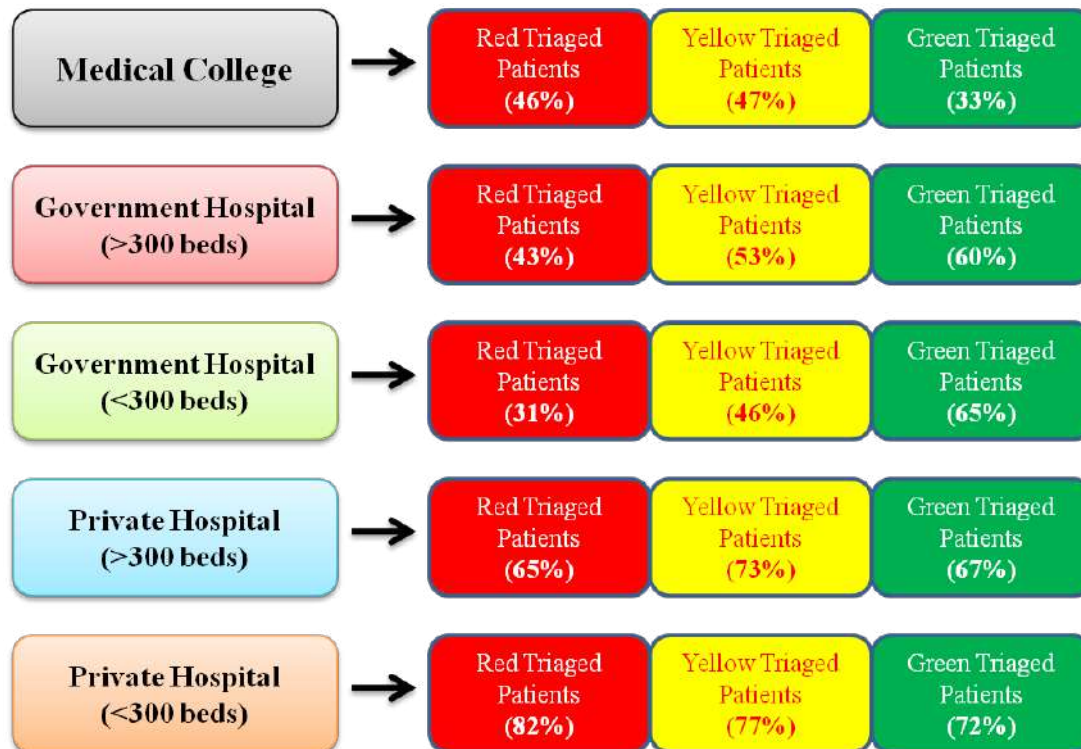 Medical College
Red Triaged
Patients
(46%)
Yellow Triaged
Patients
(47%)
Green Triaged
Patients
(33%)
Government Hospital
(>300 beds)
Red Triaged
Patients
(43%)
Yellow Triaged
Patients
(53%)
Green Triaged
Patients
(60%)
Government Hospital
(<300 beds)
Red Triaged
Patients
(31%)
Yellow Triaged
Patients
(46%)
Green Triaged
Patients
(65%)
Private Hospital
(>300 beds)
Red Triaged
Patients
(65%)
Yellow Triaged
Patients
(73%)
Green Triaged
Patients
(67%)
Private Hospital
(<300 beds)
Red Triaged
Patients
(82%)
Yellow Triaged
Patients
(77%)
Green Triaged
Patients
(72%)